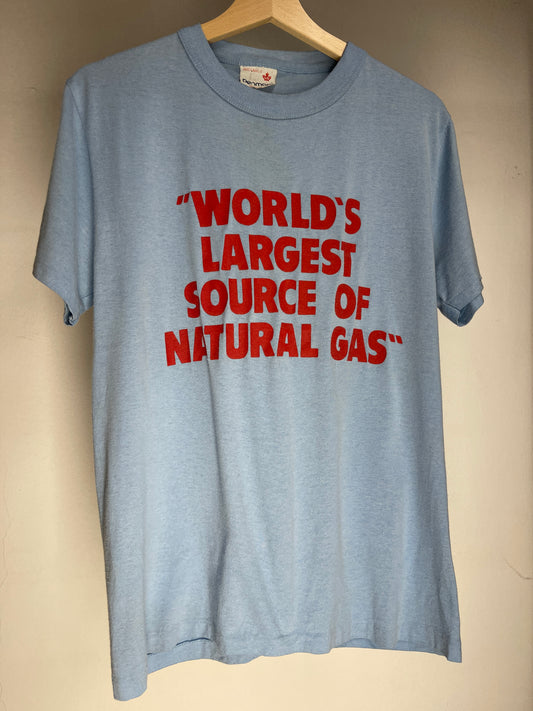 "WORLD'S
LARGEST
SOURCE OF
NATURAL GAS"